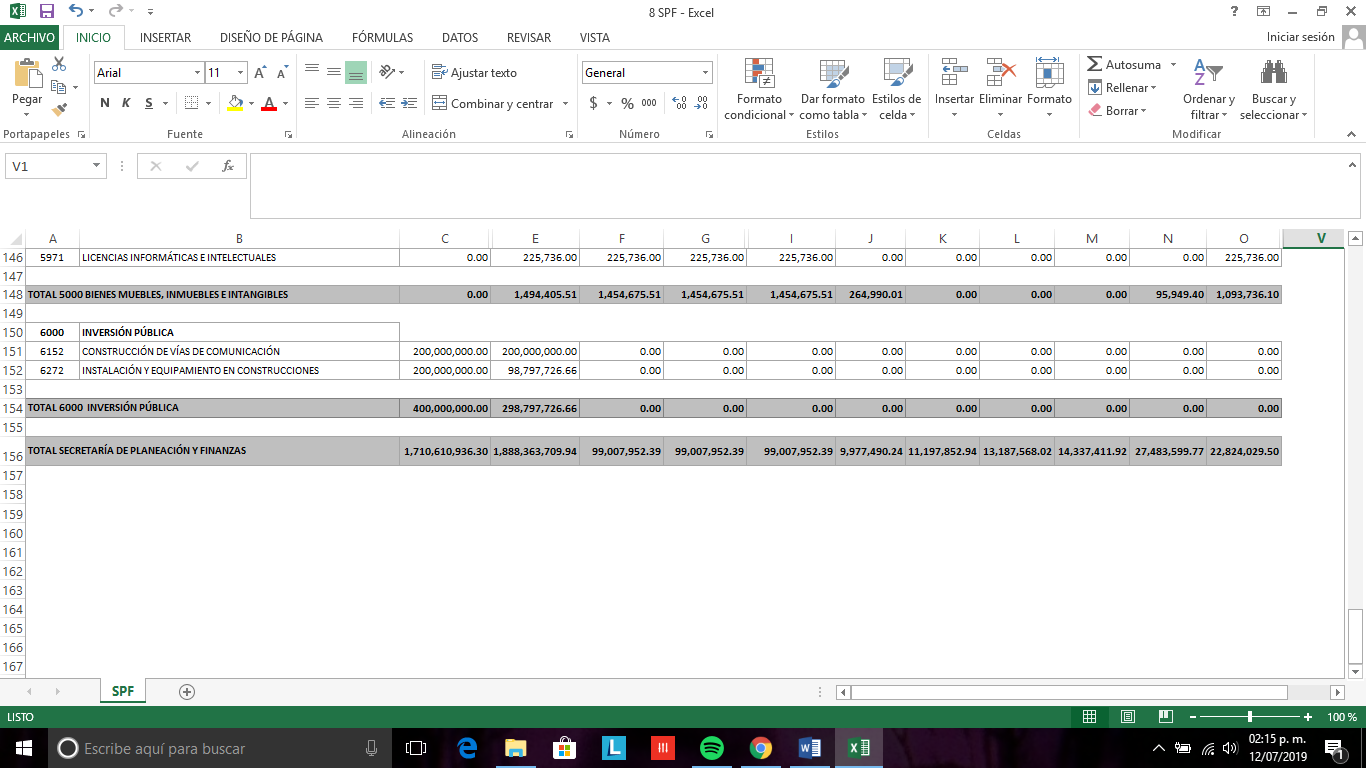 8 SPF - Excel
?
ARCHIVO INICIO INSERTAR DISEÑO DE PÁGINA FÓRMULAS DATOS REVISAR VISTA Iniciar sesión
Pegar
Portapapeles
Arial 11
N K S
Fuente
Ajustar texto
Combinar y centrar
Alineación
General
$ % 000
Número
Formato condicional
Dar formato como tabla
Estilos de celda
Estilos
Insertar Eliminar Formato
Celdas
Autosuma
Rellenar
Borrar
Ordenar y filtrar
Buscar y seleccionar
Modificar
V1 fx
A B C E F G I J K L M N O V
146 5971 LICENCIAS INFORMÁTICAS E INTELECTUALES 0.00 225,736.00 225,736.00 225,736.00 225,736.00 0.00 0.00 0.00 0.00 0.00 225,736.00
147
148 TOTAL 5000 BIENES MUEBLES, INMUEBLES E INTANGIBLES 0.00 1,494,405.51 1,454,675.51 1,454,675.51 1,454,675.51 264,990.01 0.00 0.00 0.00 95,949.40 1,093,736.10
149
150 6000 INVERSIÓN PÚBLICA
151 6152 CONSTRUCCIÓN DE VÍAS DE COMUNICACIÓN 200,000,000.00 200,000,000.00 0.00 0.00 0.00 0.00 0.00 0.00 0.00 0.00 0.00
152 6272 INSTALACIÓN Y EQUIPAMIENTO EN CONSTRUCCIONES 200,000,000.00 98,797,726.66 0.00 0.00 0.00 0.00 0.00 0.00 0.00 0.00 0.00
153
154 TOTAL 6000 INVERSIÓN PÚBLICA 400,000,000.00 298,797,726.66 0.00 0.00 0.00 0.00 0.00 0.00 0.00 0.00 0.00
155
156 TOTAL SECRETARÍA DE PLANEACIÓN Y FINANZAS 1,710,610,936.30 1,888,363,709.94 99,007,952.39 99,007,952.39 99,007,952.39 9,977,490.24 11,197,852.94 13,187,568.02 14,337,411.92 27,483,599.77 22,824,029.50
157
158
159
160
161
162
163
164
165
166
167
SPF
LISTO 100 %
Escribe aquí para buscar
02:15 p. m.
12/07/2019
1